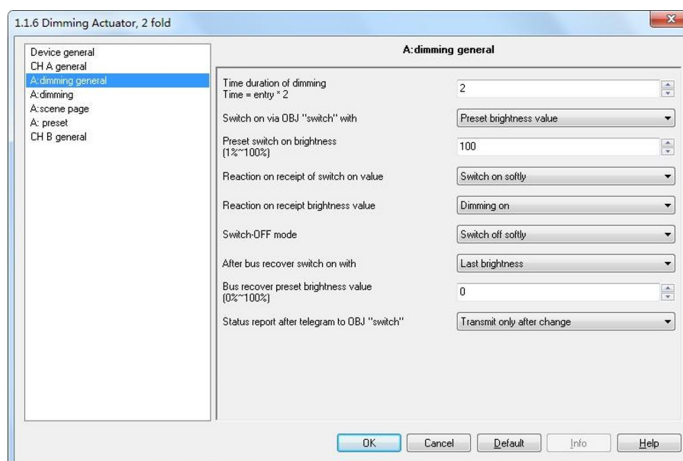 1.1.6 Dimming Actuator, 2 fold
Device general
CH A general
A:dimming general
A:dimming
A:scene page
A: preset
CH B general
A:dimming general
Time duration of dimming
Time = entry * 2
2
Switch on via OBJ "switch" with
Preset brightness value
Preset switch on brightness
(1%~100%)
100
Reaction on receipt of switch on value
Switch on softly
Reaction on receipt brightness value
Dimming on
Switch-OFF mode
Switch off softly
After bus recover switch on with
Last brightness
Bus recover preset brightness value
(0%~100%)
0
Status report after telegram to OBJ "switch"
Transmit only after change
OK
Cancel
Default
Info
Help